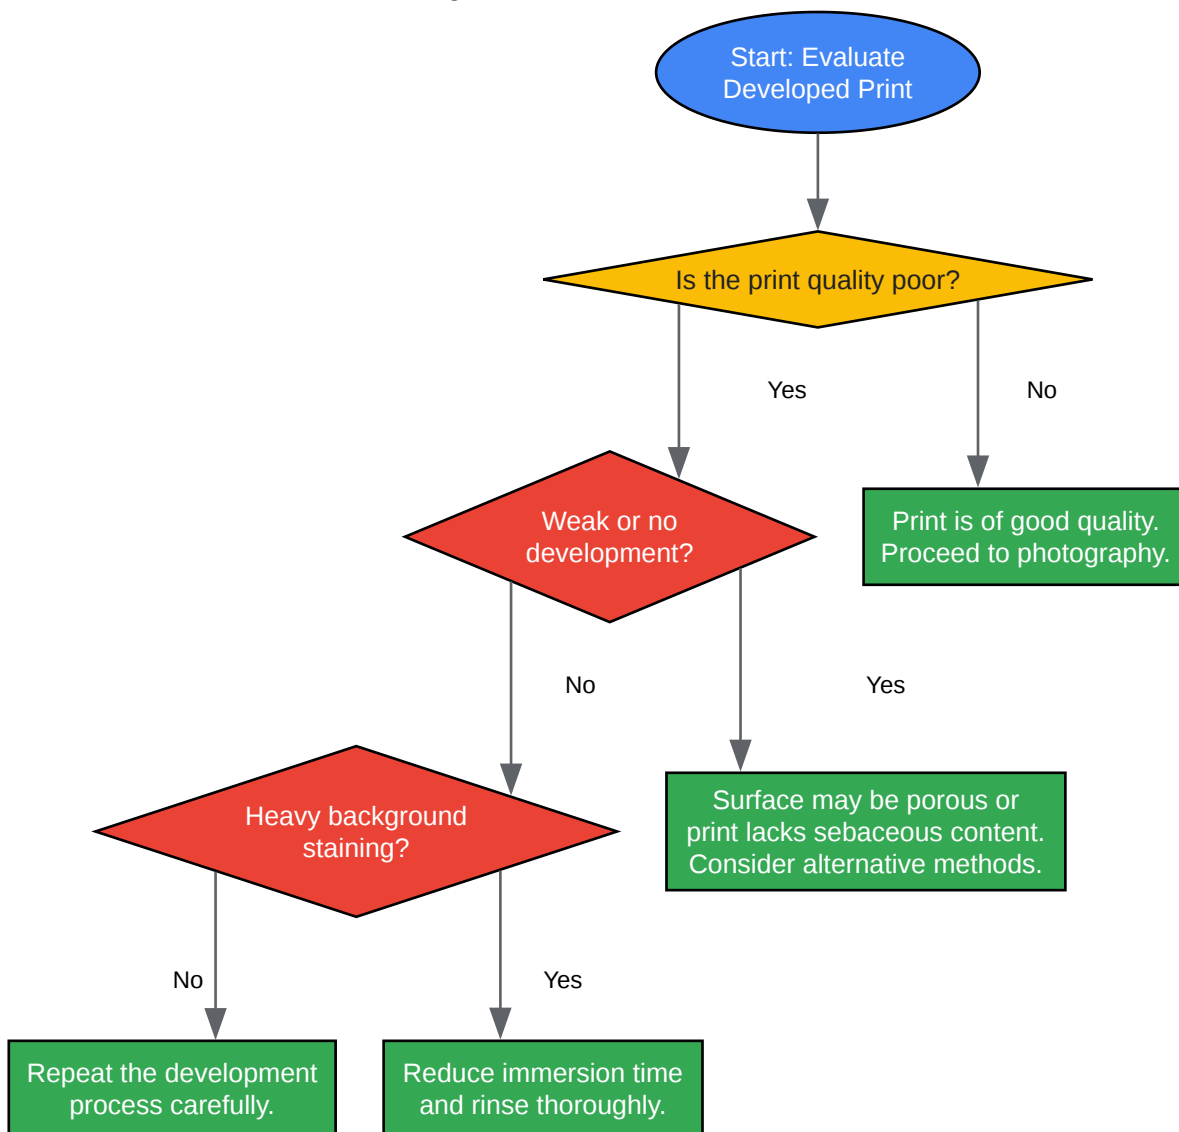 Start: Evaluate
Developed Print
Is the print quality poor?
Yes
No
Weak or no
development?
Print is of good quality.
Proceed to photography.
No
Yes
Heavy background
staining?
Surface may be porous or
print lacks sebaceous content.
Consider alternative methods.
No
Yes
Repeat the development
process carefully.
Reduce immersion time
and rinse thoroughly.